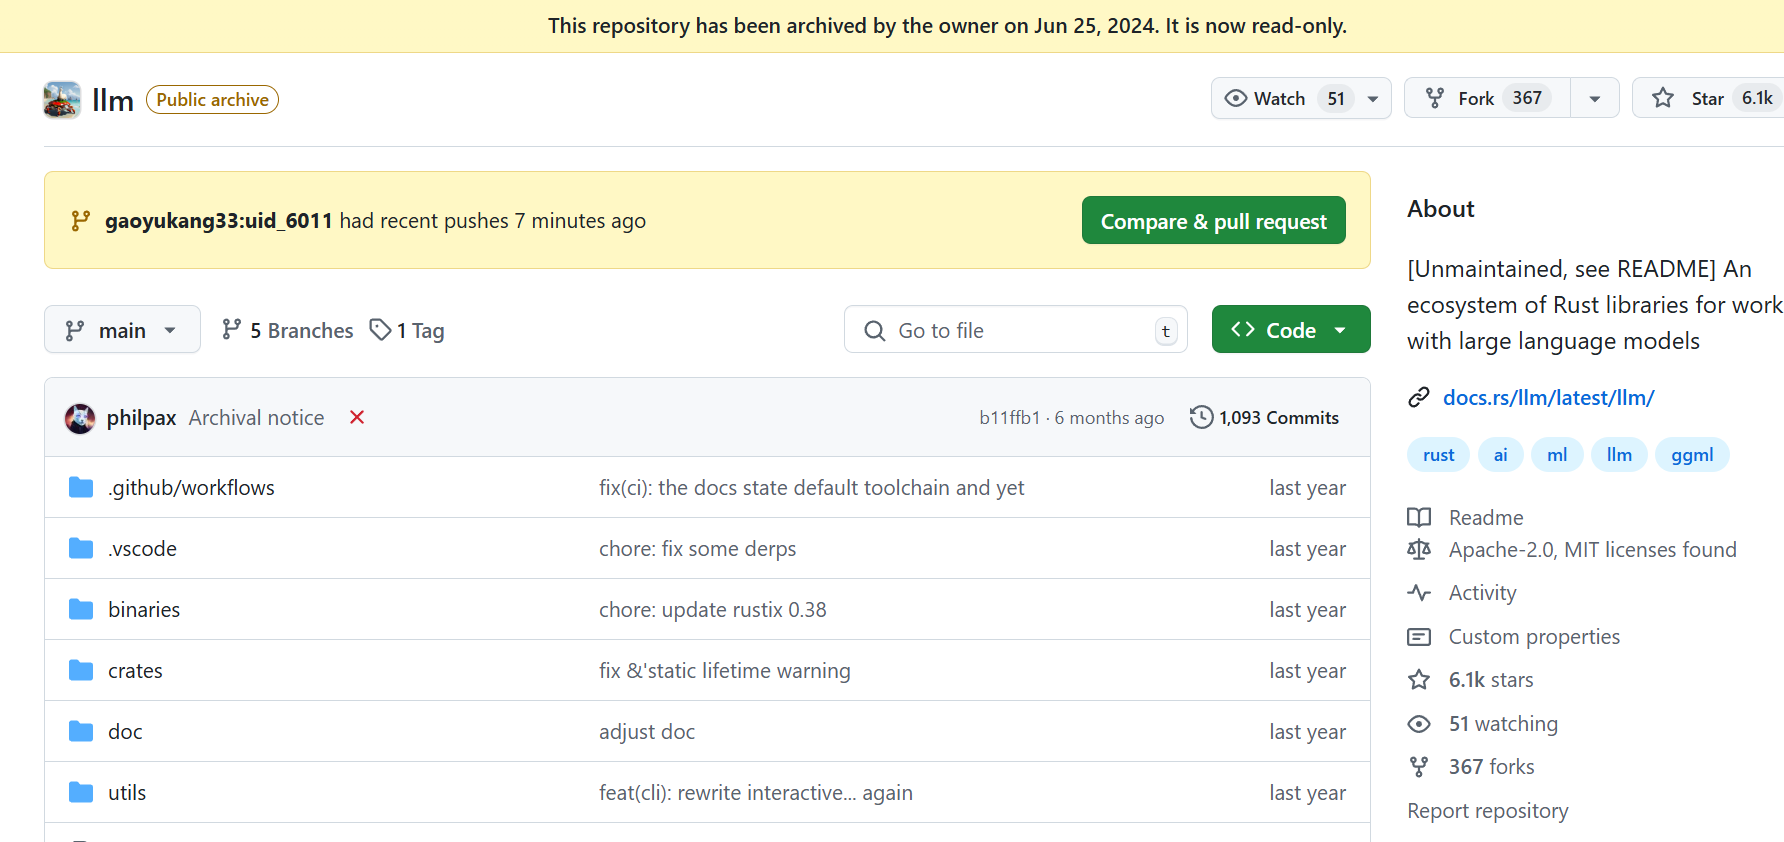 This repository has been archived by the owner on Jun 25, 2024. It is now read-only.
llm Public archive
Watch 51
Fork 367
Star 6.1k
gaoyukang33:uid_6011 had recent pushes 7 minutes ago
Compare & pull request
main
5 Branches
1 Tag
Go to file
t
Code
philpax Archival notice
b11ffb1 · 6 months ago
1,093 Commits
.github/workflows
fix(ci): the docs state default toolchain and yet
last year
.vscode
chore: fix some derps
last year
binaries
chore: update rustix 0.38
last year
crates
fix &'static lifetime warning
last year
doc
adjust doc
last year
utils
feat(cli): rewrite interactive... again
last year
About
[Unmaintained, see README] An
ecosystem of Rust libraries for work
with large language models
docs.rs/llm/latest/llm/
rust ai ml llm ggml
Readme
Apache-2.0, MIT licenses found
Activity
Custom properties
6.1k stars
51 watching
367 forks
Report repository